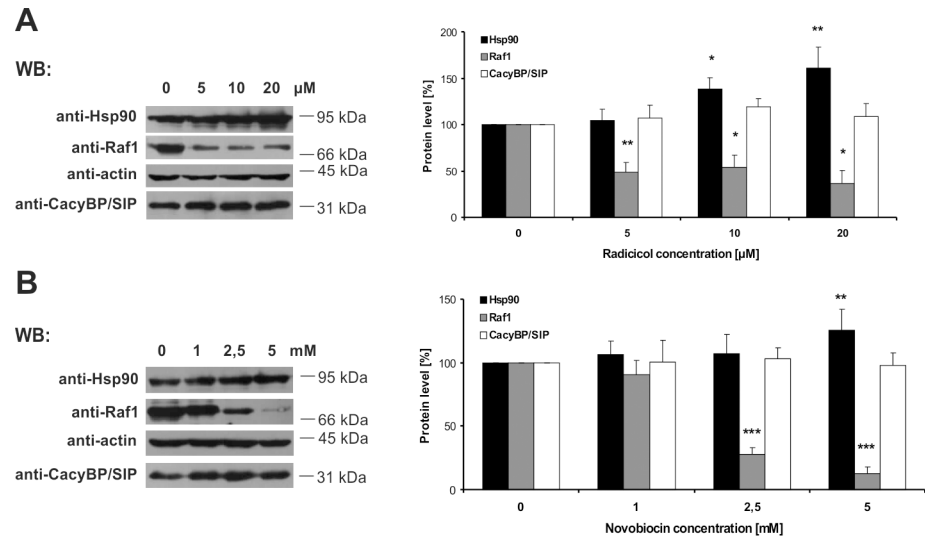 A
WB:
0 5 10 20 µM
anti-Hsp90
95 kDa
anti-Raf1
66 kDa
anti-actin
45 kDa
anti-CacyBP/SIP
31 kDa
Protein level [%]
200
150
100
50
0
Hsp90
Raf1
CacyBP/SIP
**
*
*
**
*
0 5 10 20
Radicicol concentration [µM]
B
WB:
0 1 2,5 5 mM
anti-Hsp90
95 kDa
anti-Raf1
66 kDa
anti-actin
45 kDa
anti-CacyBP/SIP
31 kDa
Protein level [%]
150
100
50
0
Hsp90
Raf1
CacyBP/SIP
***
**
***
0 1 2,5 5
Novobiocin concentration [mM]